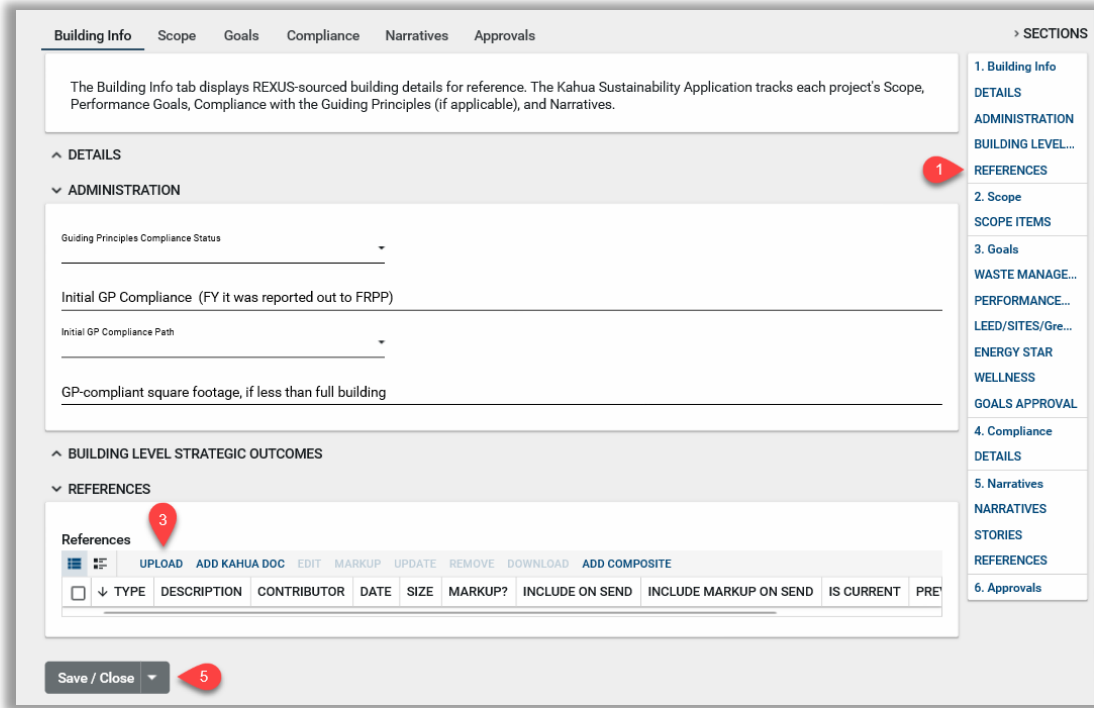 Building Info Scope Goals Compliance Narratives Approvals
> SECTIONS
The Building Info tab displays REXUS-sourced building details for reference. The Kahua Sustainability Application tracks each project's Scope,
Performance Goals, Compliance with the Guiding Principles (if applicable), and Narratives.
DETAILS
ADMINISTRATION
Guiding Principles Compliance Status
Initial GP Compliance (FY it was reported out to FRPP)
Initial GP Compliance Path
GP-compliant square footage, if less than full building
BUILDING LEVEL STRATEGIC OUTCOMES
REFERENCES
3
References
UPLOAD ADD KAHUA DOC EDIT MARKUP UPDATE REMOVE DOWNLOAD ADD COMPOSITE
TYPE DESCRIPTION CONTRIBUTOR DATE SIZE MARKUP? INCLUDE ON SEND INCLUDE MARKUP ON SEND IS CURRENT PREV
Save / Close
5
1. Building Info
DETAILS
ADMINISTRATION
BUILDING LEVEL...
1
REFERENCES
2. Scope
SCOPE ITEMS
3. Goals
WASTE MANAGE...
PERFORMANCE...
LEED/SITES/Gre...
ENERGY STAR
WELLNESS
GOALS APPROVAL
4. Compliance
DETAILS
5. Narratives
NARRATIVES
STORIES
REFERENCES
6. Approvals